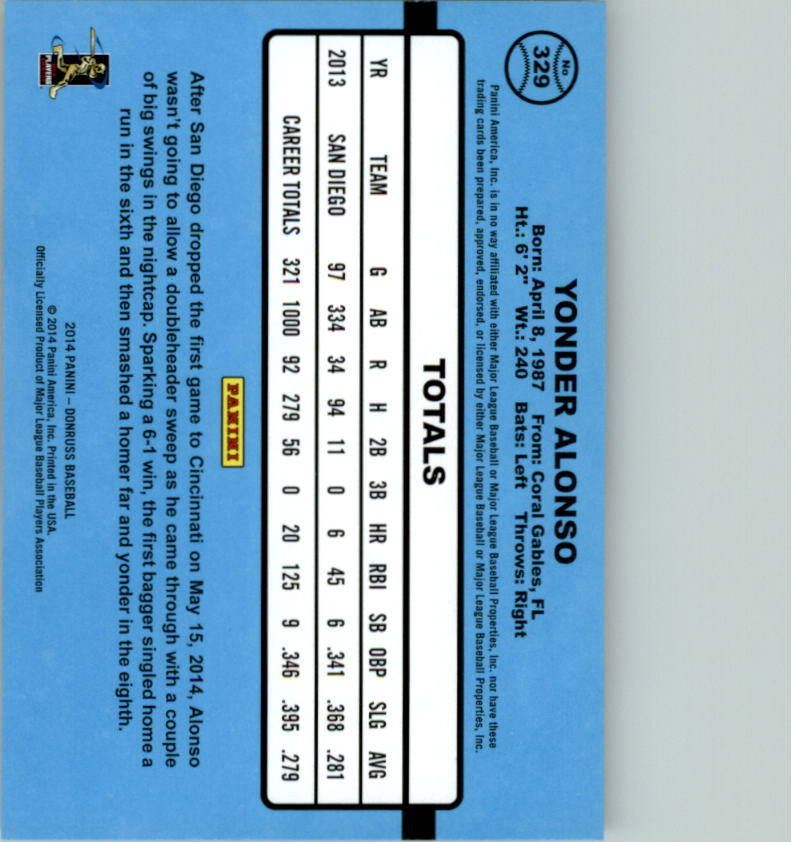 No
329
YONDER ALONSO
Born: April 8, 1987 From: Coral Gables, FL
Ht.: 6' 2" Wt.: 240 Bats: Left Throws: Right
Panini America, Inc. is in no way affiliated with either Major League Baseball or Major League Baseball Properties, Inc. nor have these
trading cards been prepared, approved, endorsed, or licensed by either Major League Baseball or Major League Baseball Properties, Inc.
TOTALS
YR TEAM G AB R H 2B 3B HR RBI SB OBP SLG AVG
2013 SAN DIEGO 97 334 34 94 11 0 6 45 6 .341 .368 .281
CAREER TOTALS 321 1000 92 279 56 0 20 125 9 .346 .395 .279
PANINI
After San Diego dropped the first game to Cincinnati on May 15, 2014, Alonso
wasn't going to allow a doubleheader sweep as he came through with a couple
of big swings in the nightcap. Sparking a 6-1 win, the first bagger singled home a
run in the sixth and then smashed a homer far and yonder in the eighth.
PLAYERS
2014 PANINI – DONRUSS BASEBALL
© 2014 Panini America, Inc. Printed in the USA.
Officially Licensed Product of Major League Baseball Players Association